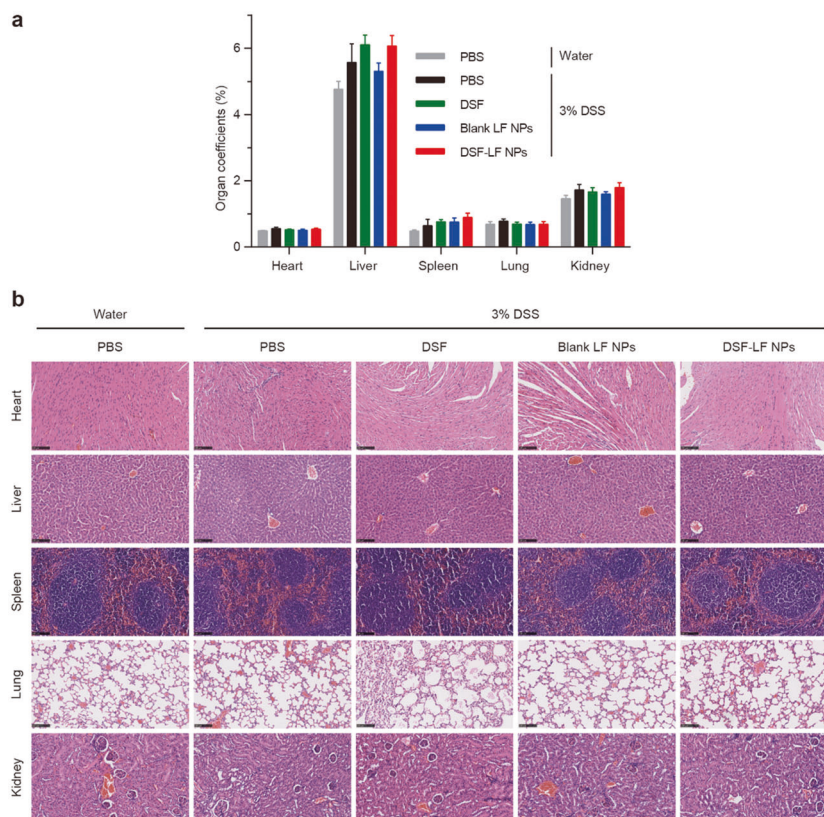 a
Organ coefficients (%)
6
4
2
0
PBS
Water
PBS
DSF
3% DSS
Blank LF NPs
DSF-LF NPs
Heart Liver Spleen Lung Kidney
b
Water 3% DSS
PBS PBS DSF Blank LF NPs DSF-LF NPs
Heart
Liver
Spleen
Lung
Kidney